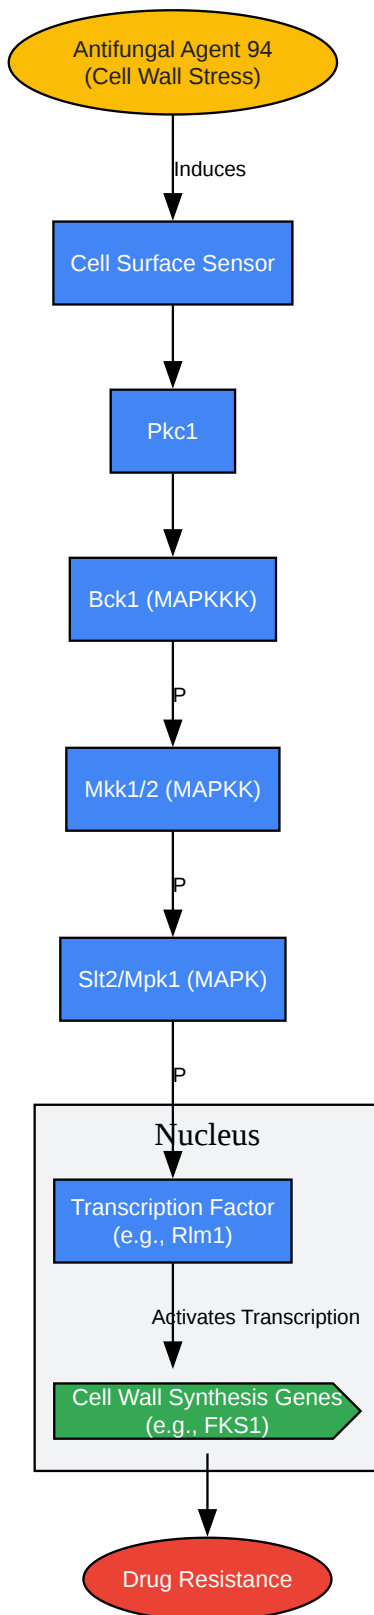 Antifungal Agent 94
(Cell Wall Stress)
Induces
Cell Surface Sensor
Pkc1
Bck1 (MAPKKK)
P
Mkk1/2 (MAPKK)
P
Slt2/Mpk1 (MAPK)
P
Nucleus
Transcription Factor
(e.g., Rlm1)
Activates Transcription
Cell Wall Synthesis Genes
(e.g., FKS1)
Drug Resistance